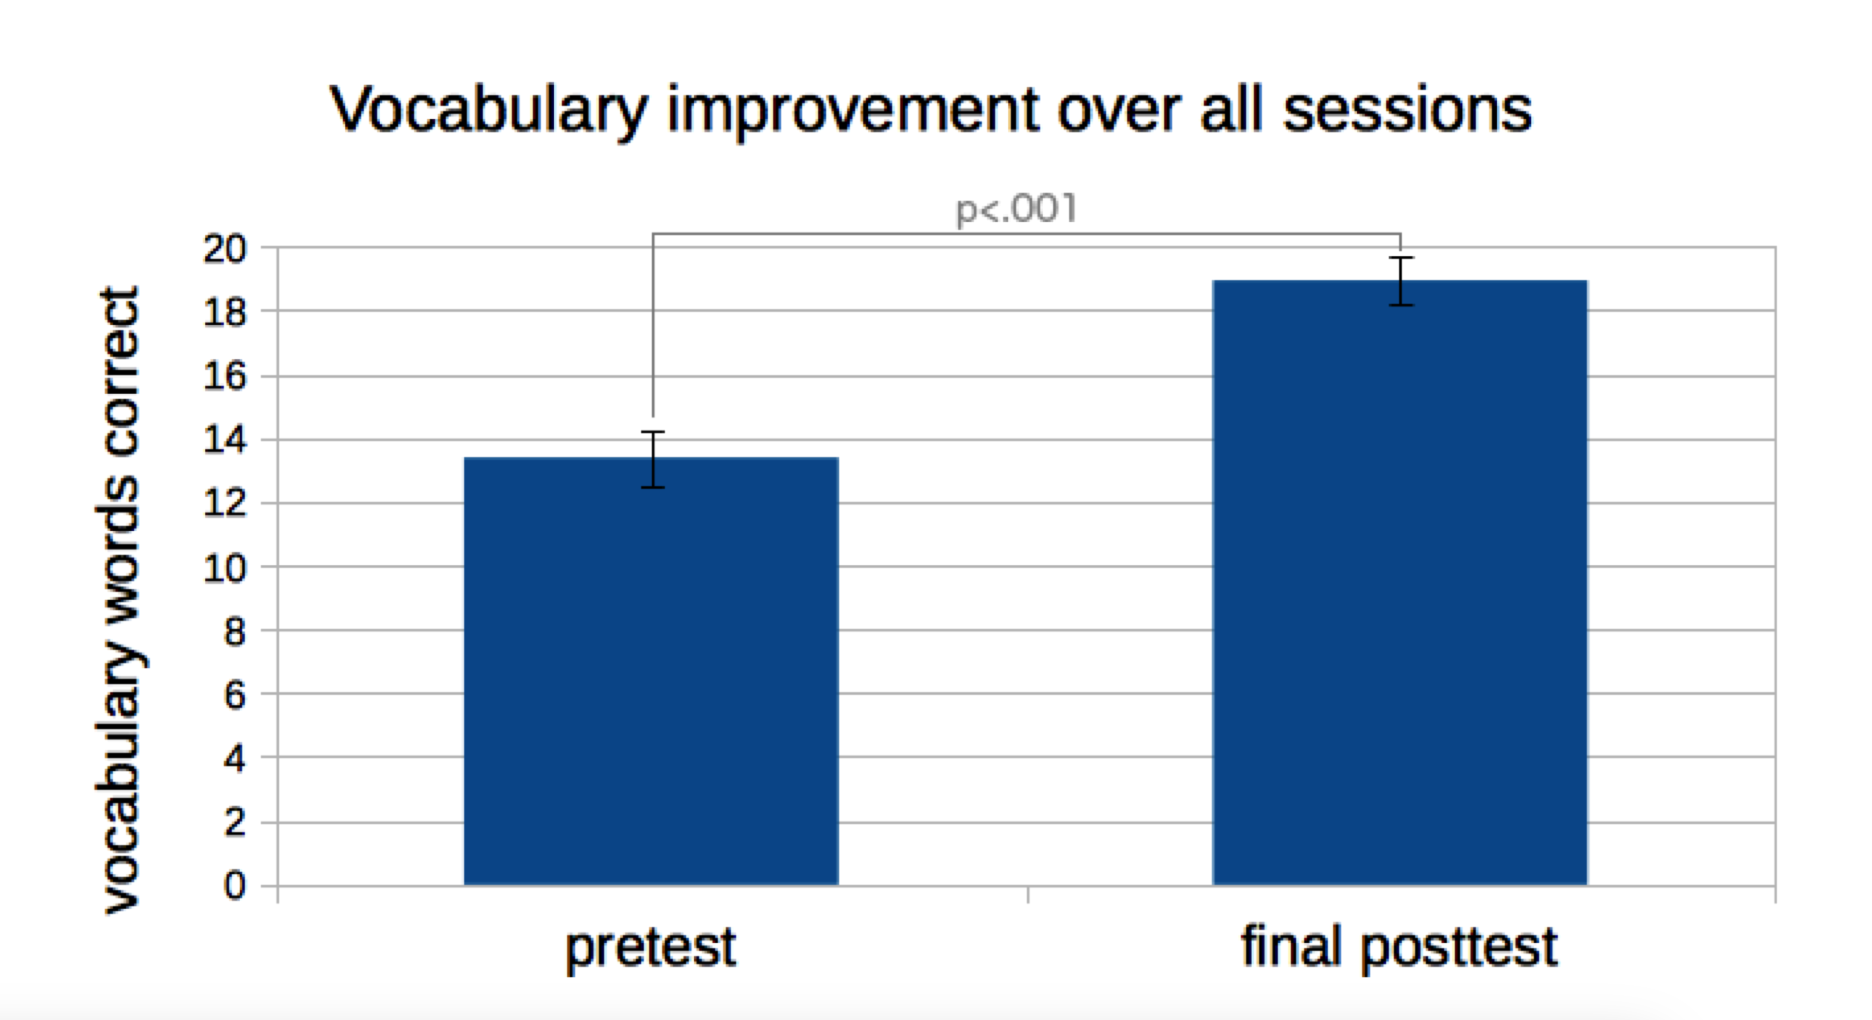 Vocabulary improvement over all sessions
p<.001
vocabulary words correct
20
18
16
14
12
10
8
6
4
2
0
pretest
final posttest